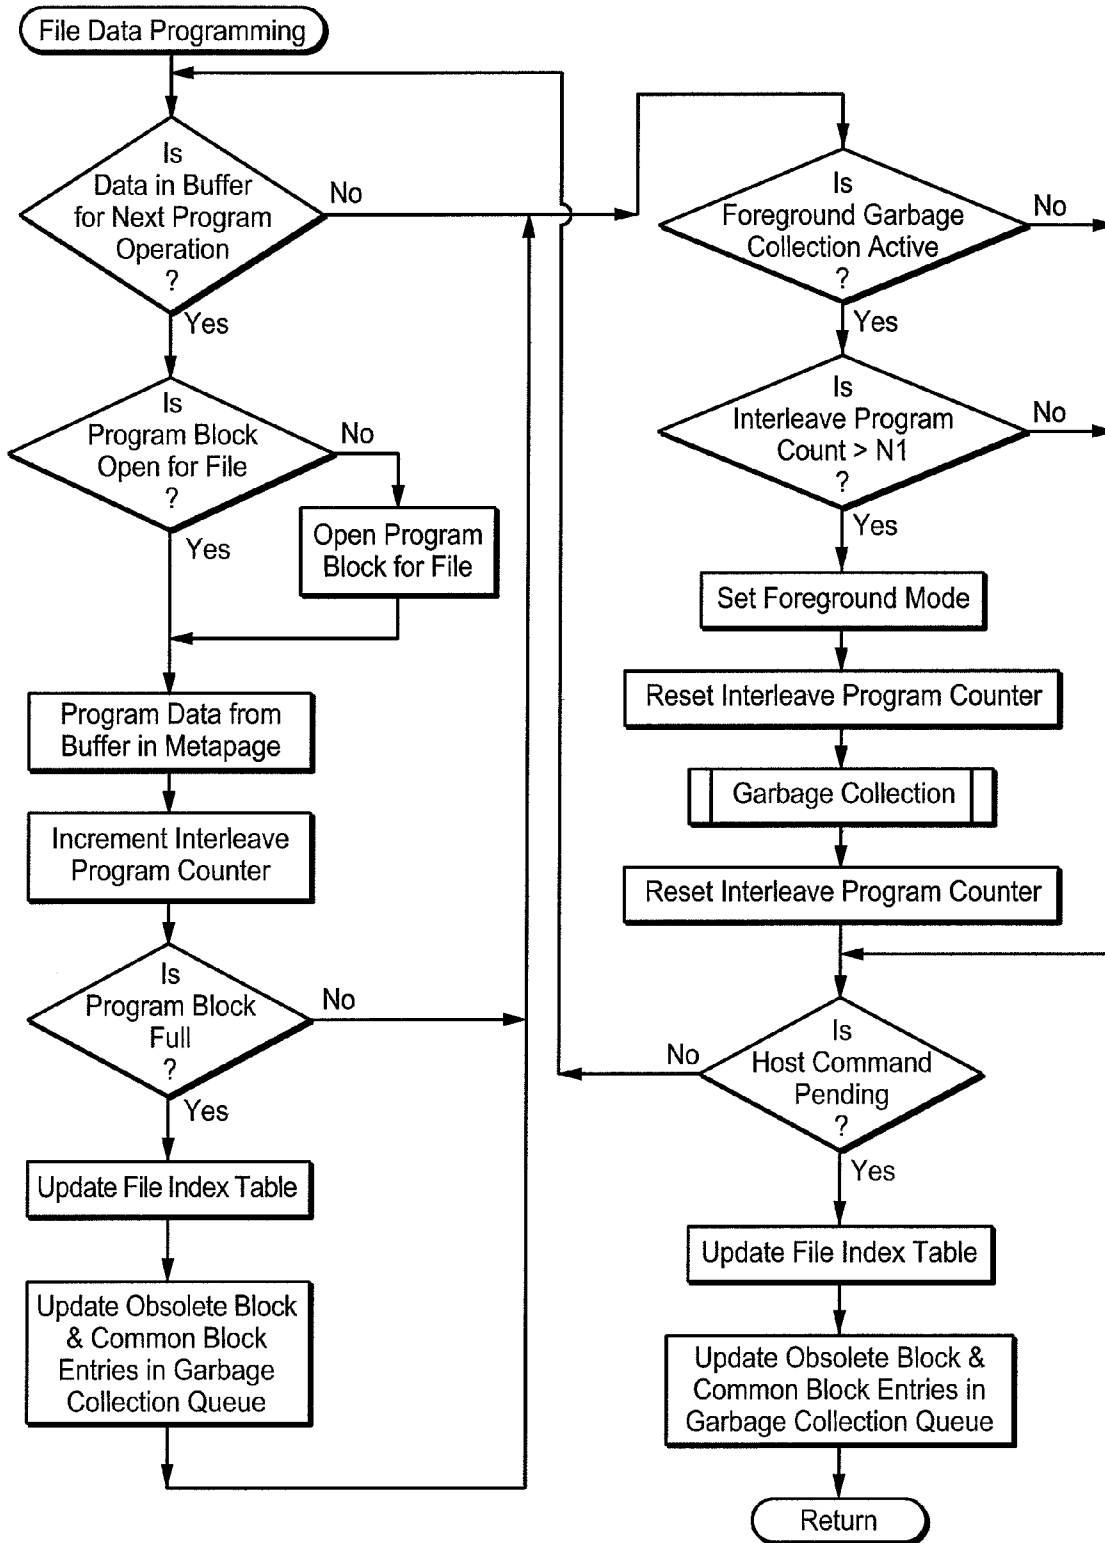 File Data Programming
Is
Data in Buffer
for Next Program
Operation
?
No
Yes
Is
Program Block
Open for File
?
No
Yes
Open Program
Block for File
Program Data from
Buffer in Metapage
Increment Interleave
Program Counter
Is
Program Block
Full
?
No
Yes
Update File Index Table
Update Obsolete Block
& Common Block
Entries in Garbage
Collection Queue
Is
Foreground Garbage
Collection Active
?
No
Yes
Is
Interleave Program
Count > N1
?
No
Yes
Set Foreground Mode
Reset Interleave Program Counter
Garbage Collection
Reset Interleave Program Counter
Is
Host Command
Pending
?
No
Yes
Update File Index Table
Update Obsolete Block &
Common Block Entries in
Garbage Collection Queue
Return